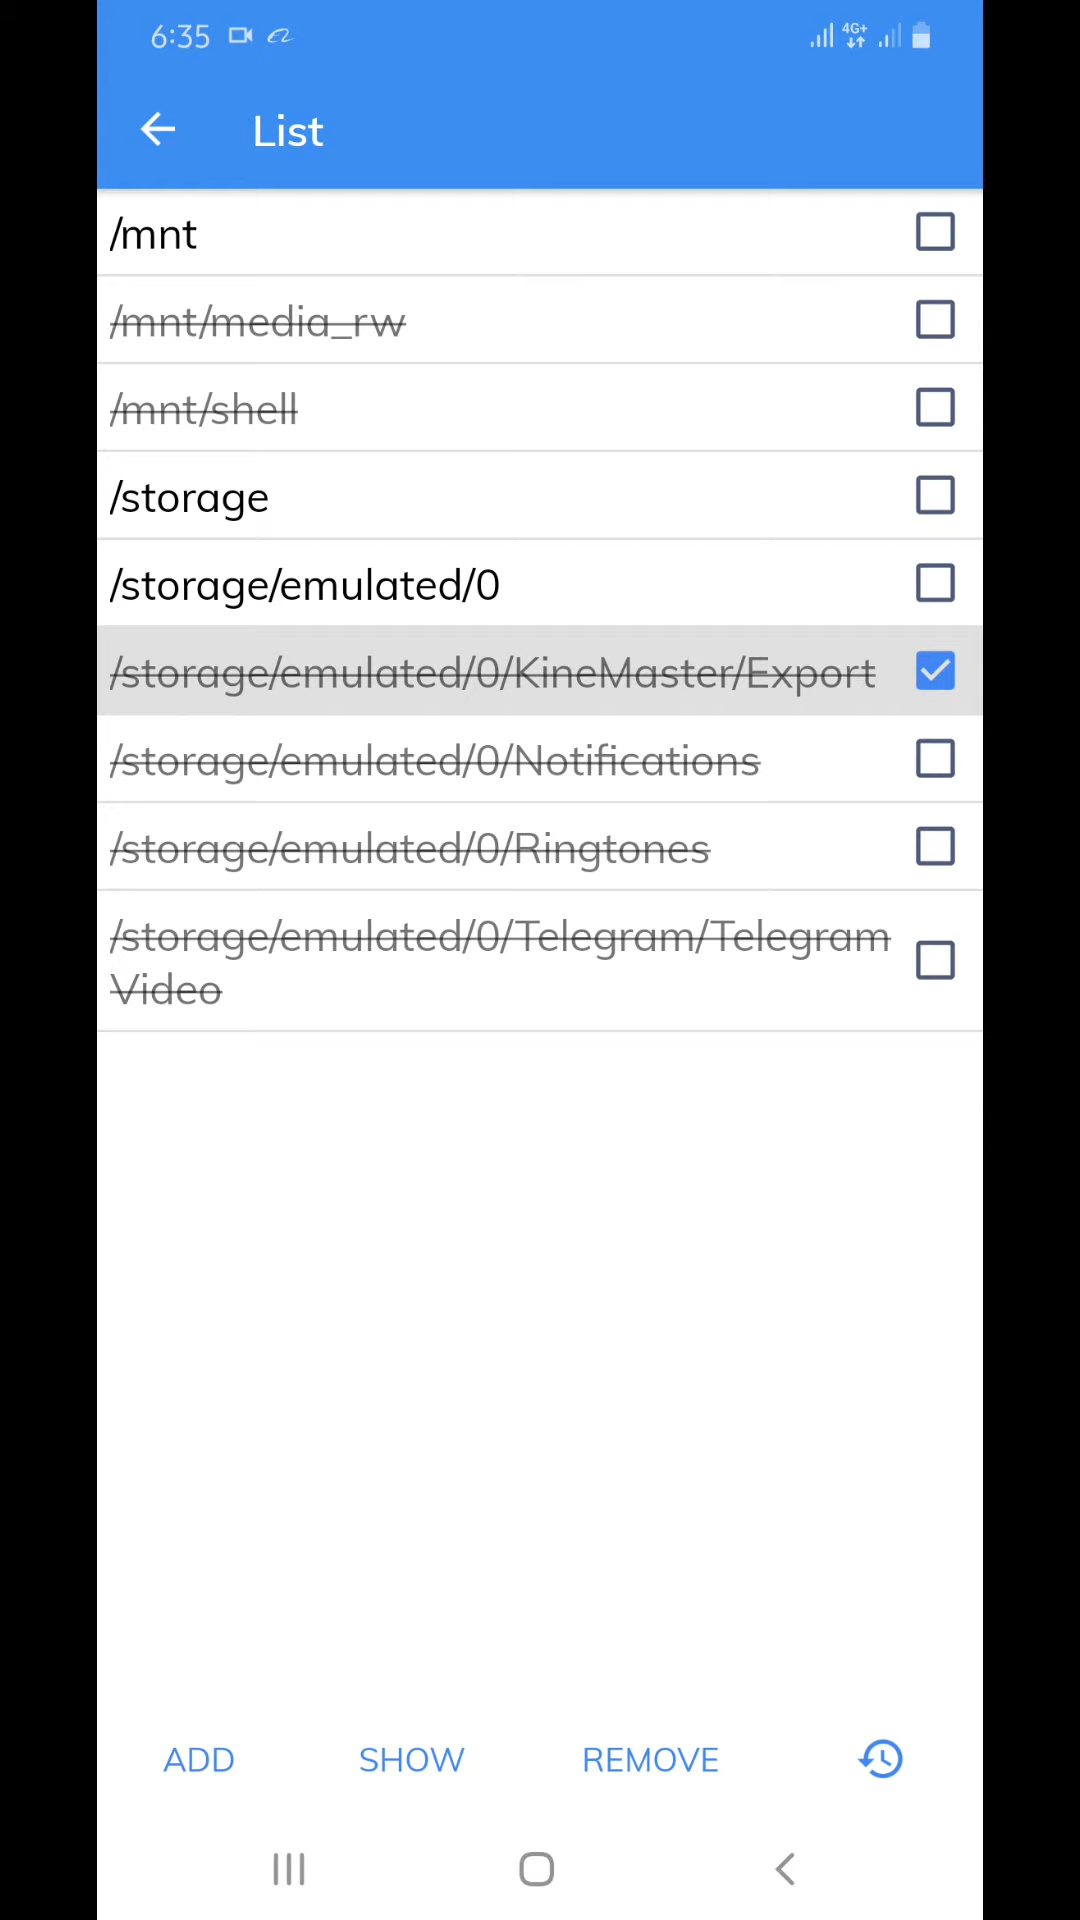 6:35
4G+
List
/mnt
/mnt/media_rw
/mnt/shell
/storage
/storage/emulated/0
/storage/emulated/0/KineMaster/Export
/storage/emulated/0/Notifications
/storage/emulated/0/Ringtones
/storage/emulated/0/Telegram/Telegram
Video
ADD SHOW REMOVE